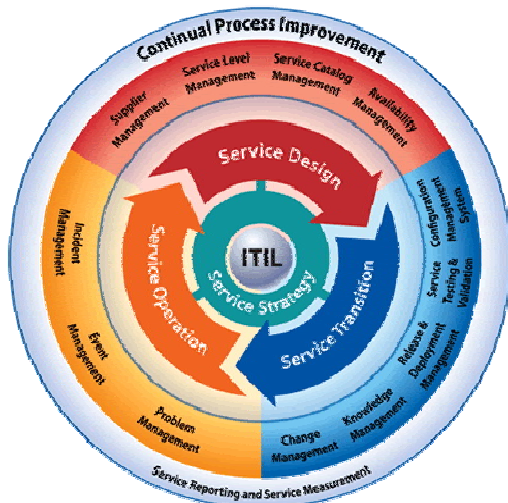 Continual Process Improvement
Supplier
Management
Service Level
Management
Service Catalog
Management
Availability
Management
Service Design
System
Configuration
Management
Service
Testing &
Validation
ITIL
Service Strategy
Incident
Management
Service Operation
Service Transition
Release &
Deployment
Management
Event
Management
Knowledge
Management
Problem
Management
Change
Management
Service Reporting and Service Measurement